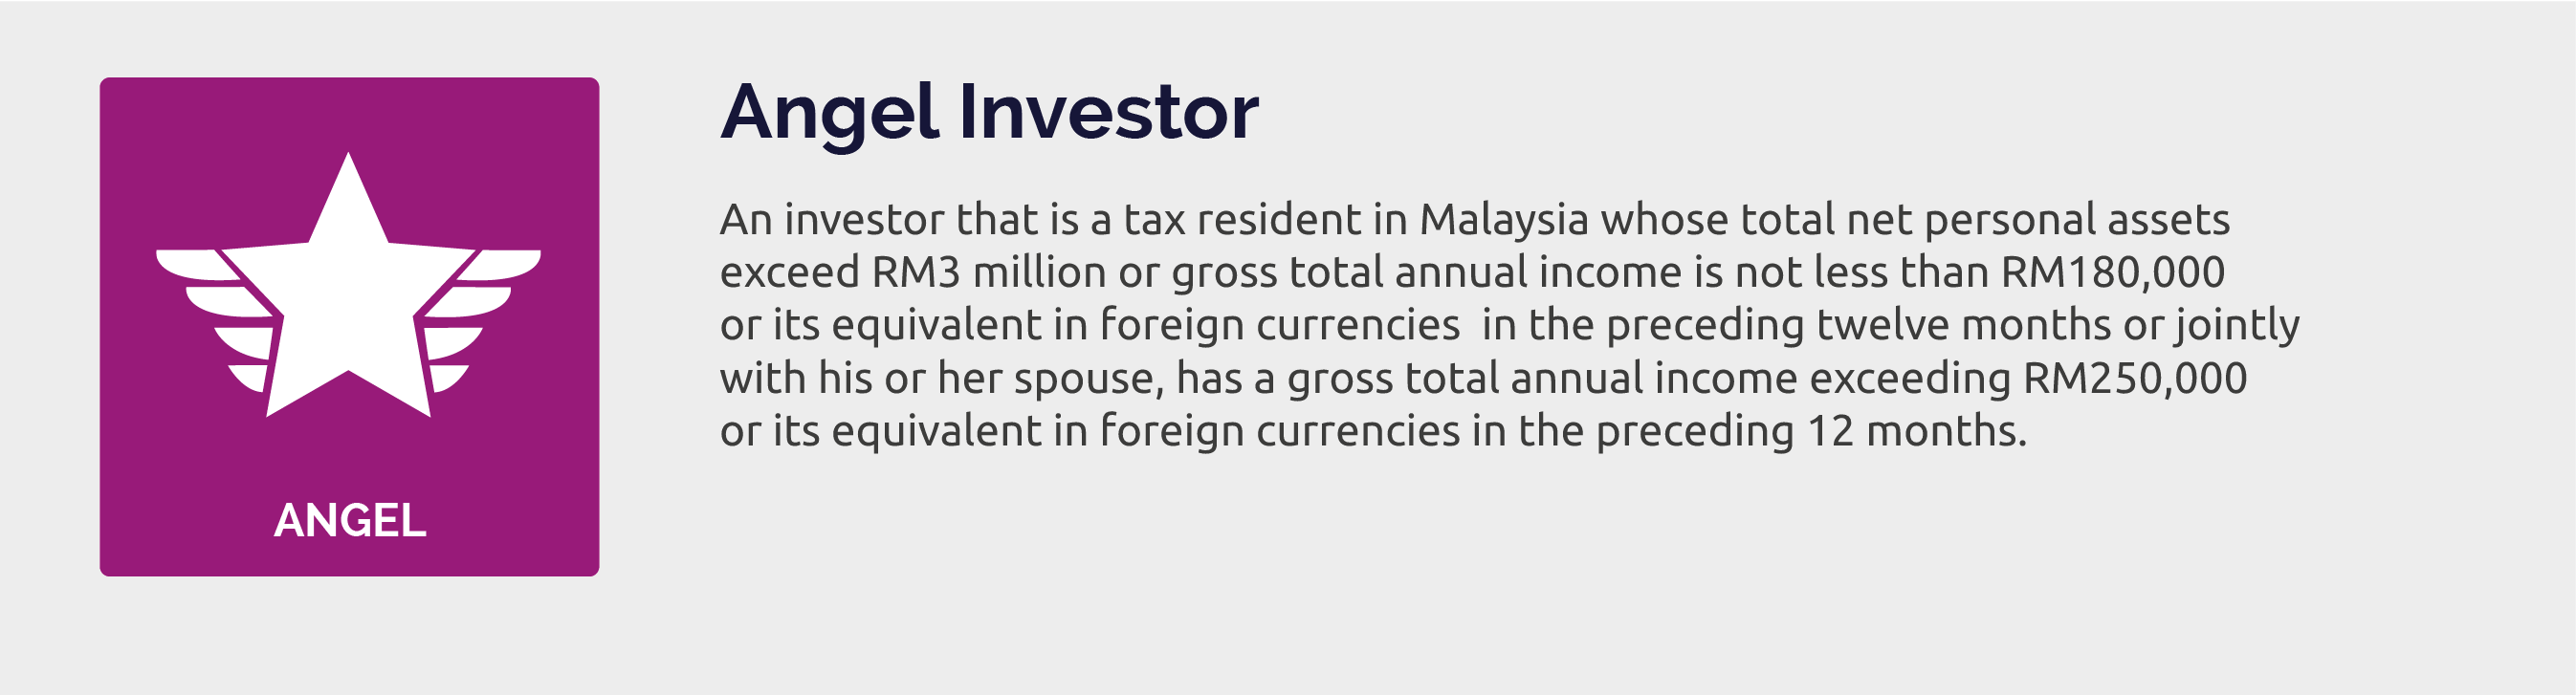 Angel Investor
An investor that is a tax resident in Malaysia whose total net personal assets
exceed RM3 million or gross total annual income is not less than RM180,000
or its equivalent in foreign currencies  in the preceding twelve months or jointly
with his or her spouse, has a gross total annual income exceeding RM250,000
or its equivalent in foreign currencies in the preceding 12 months.
ANGEL